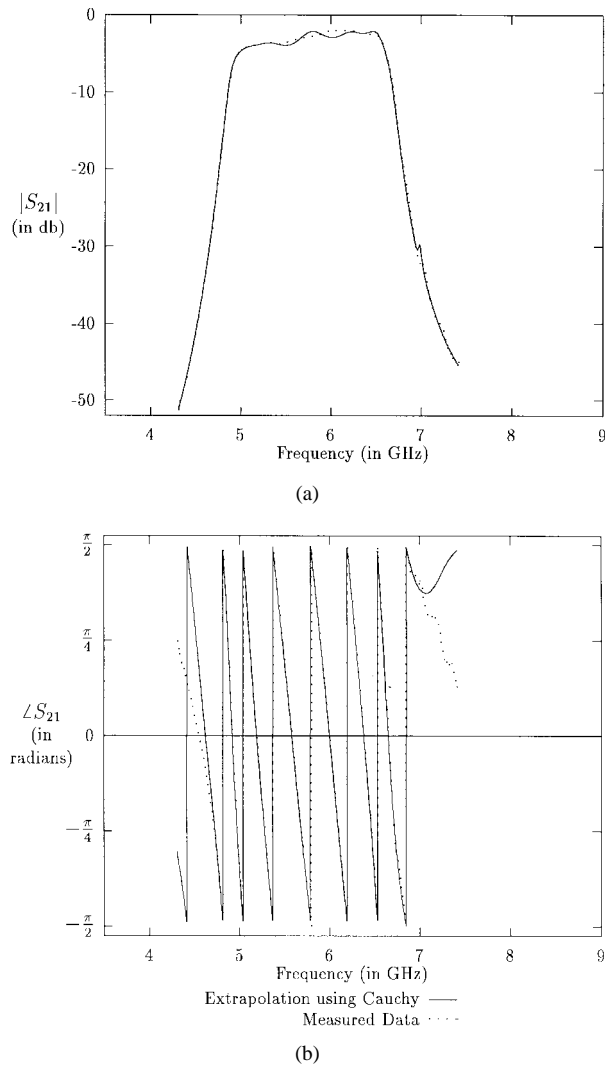 0
-10
-20
|S21|
(in db)
-30
-40
-50
4 5 6 7 8 9
Frequency (in GHz)
(a)
π/2
π/4
∠S21
(in
radians)
0
−π/4
−π/2
4 5 6 7 8 9
Frequency (in GHz)
Extrapolation using Cauchy
Measured Data
(b)